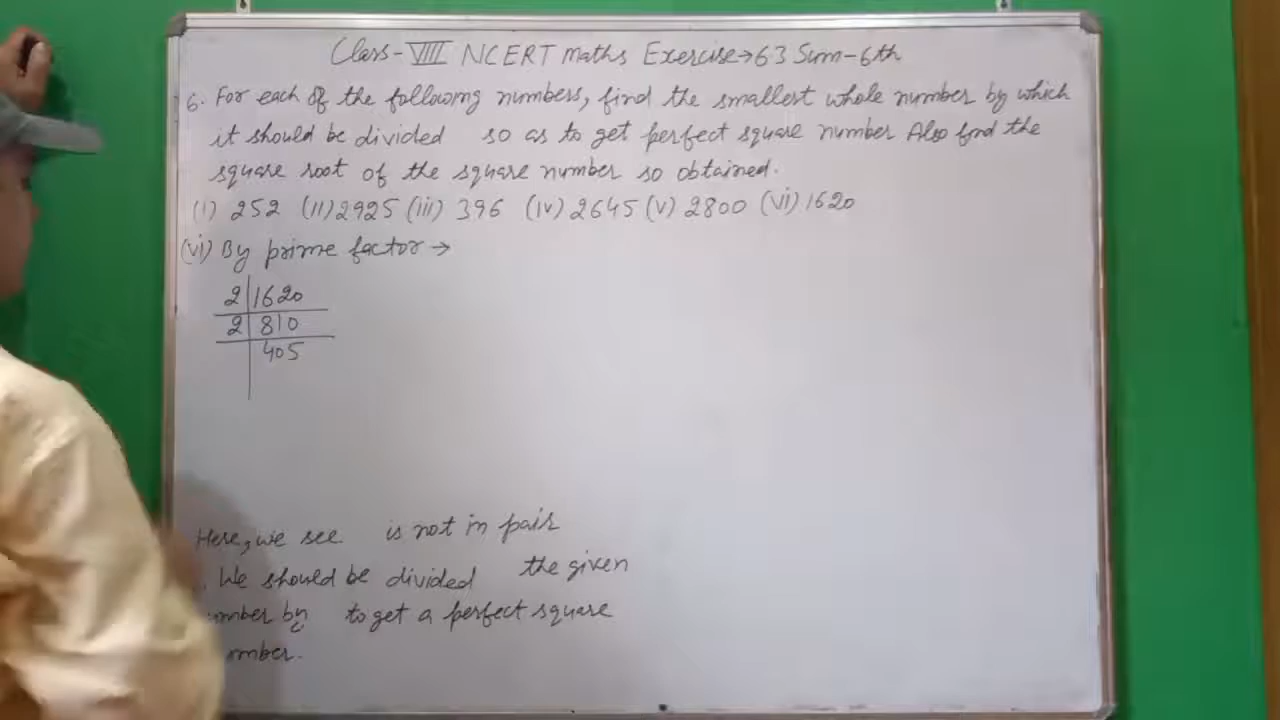 Class-VIII NCERT Maths Exercise→6.3 Sum-6th
6. For each of the following numbers, find the smallest whole number by which
it should be divided so as to get perfect square number Also find the
square root of the square number so obtained.
(i) 252 (ii) 2925 (iii) 396 (iv) 2645 (v) 2800 (vi) 1620
(vi) By prime factor →
2|1620
2|810
405
Here, we see is not in pair
We should be divided the given
number by to get a perfect square
mber.